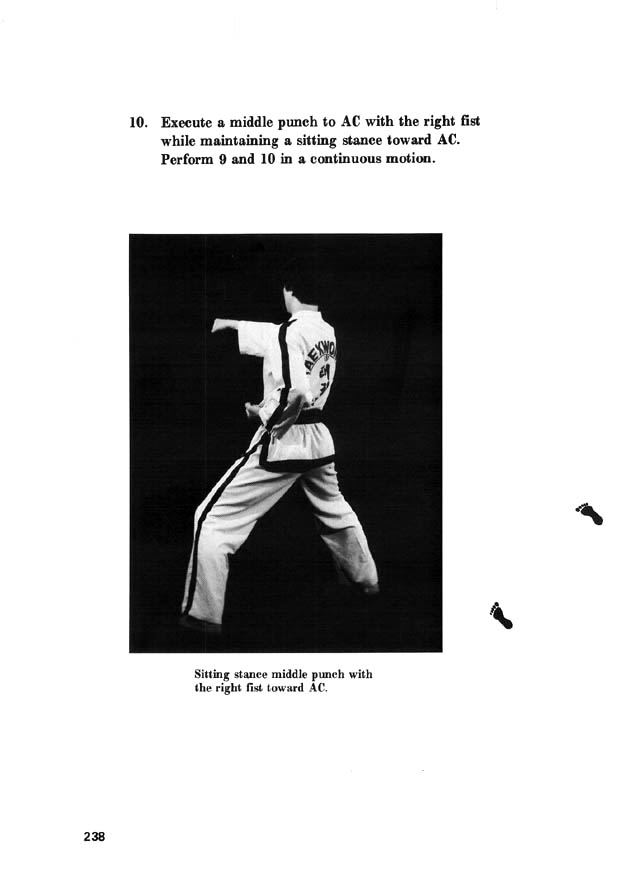 10. Execute a middle punch to AC with the right fist
while maintaining a sitting stance toward AC.
Perform 9 and 10 in a continuous motion.
Sitting stance middle punch with
the right fist toward AC.
238